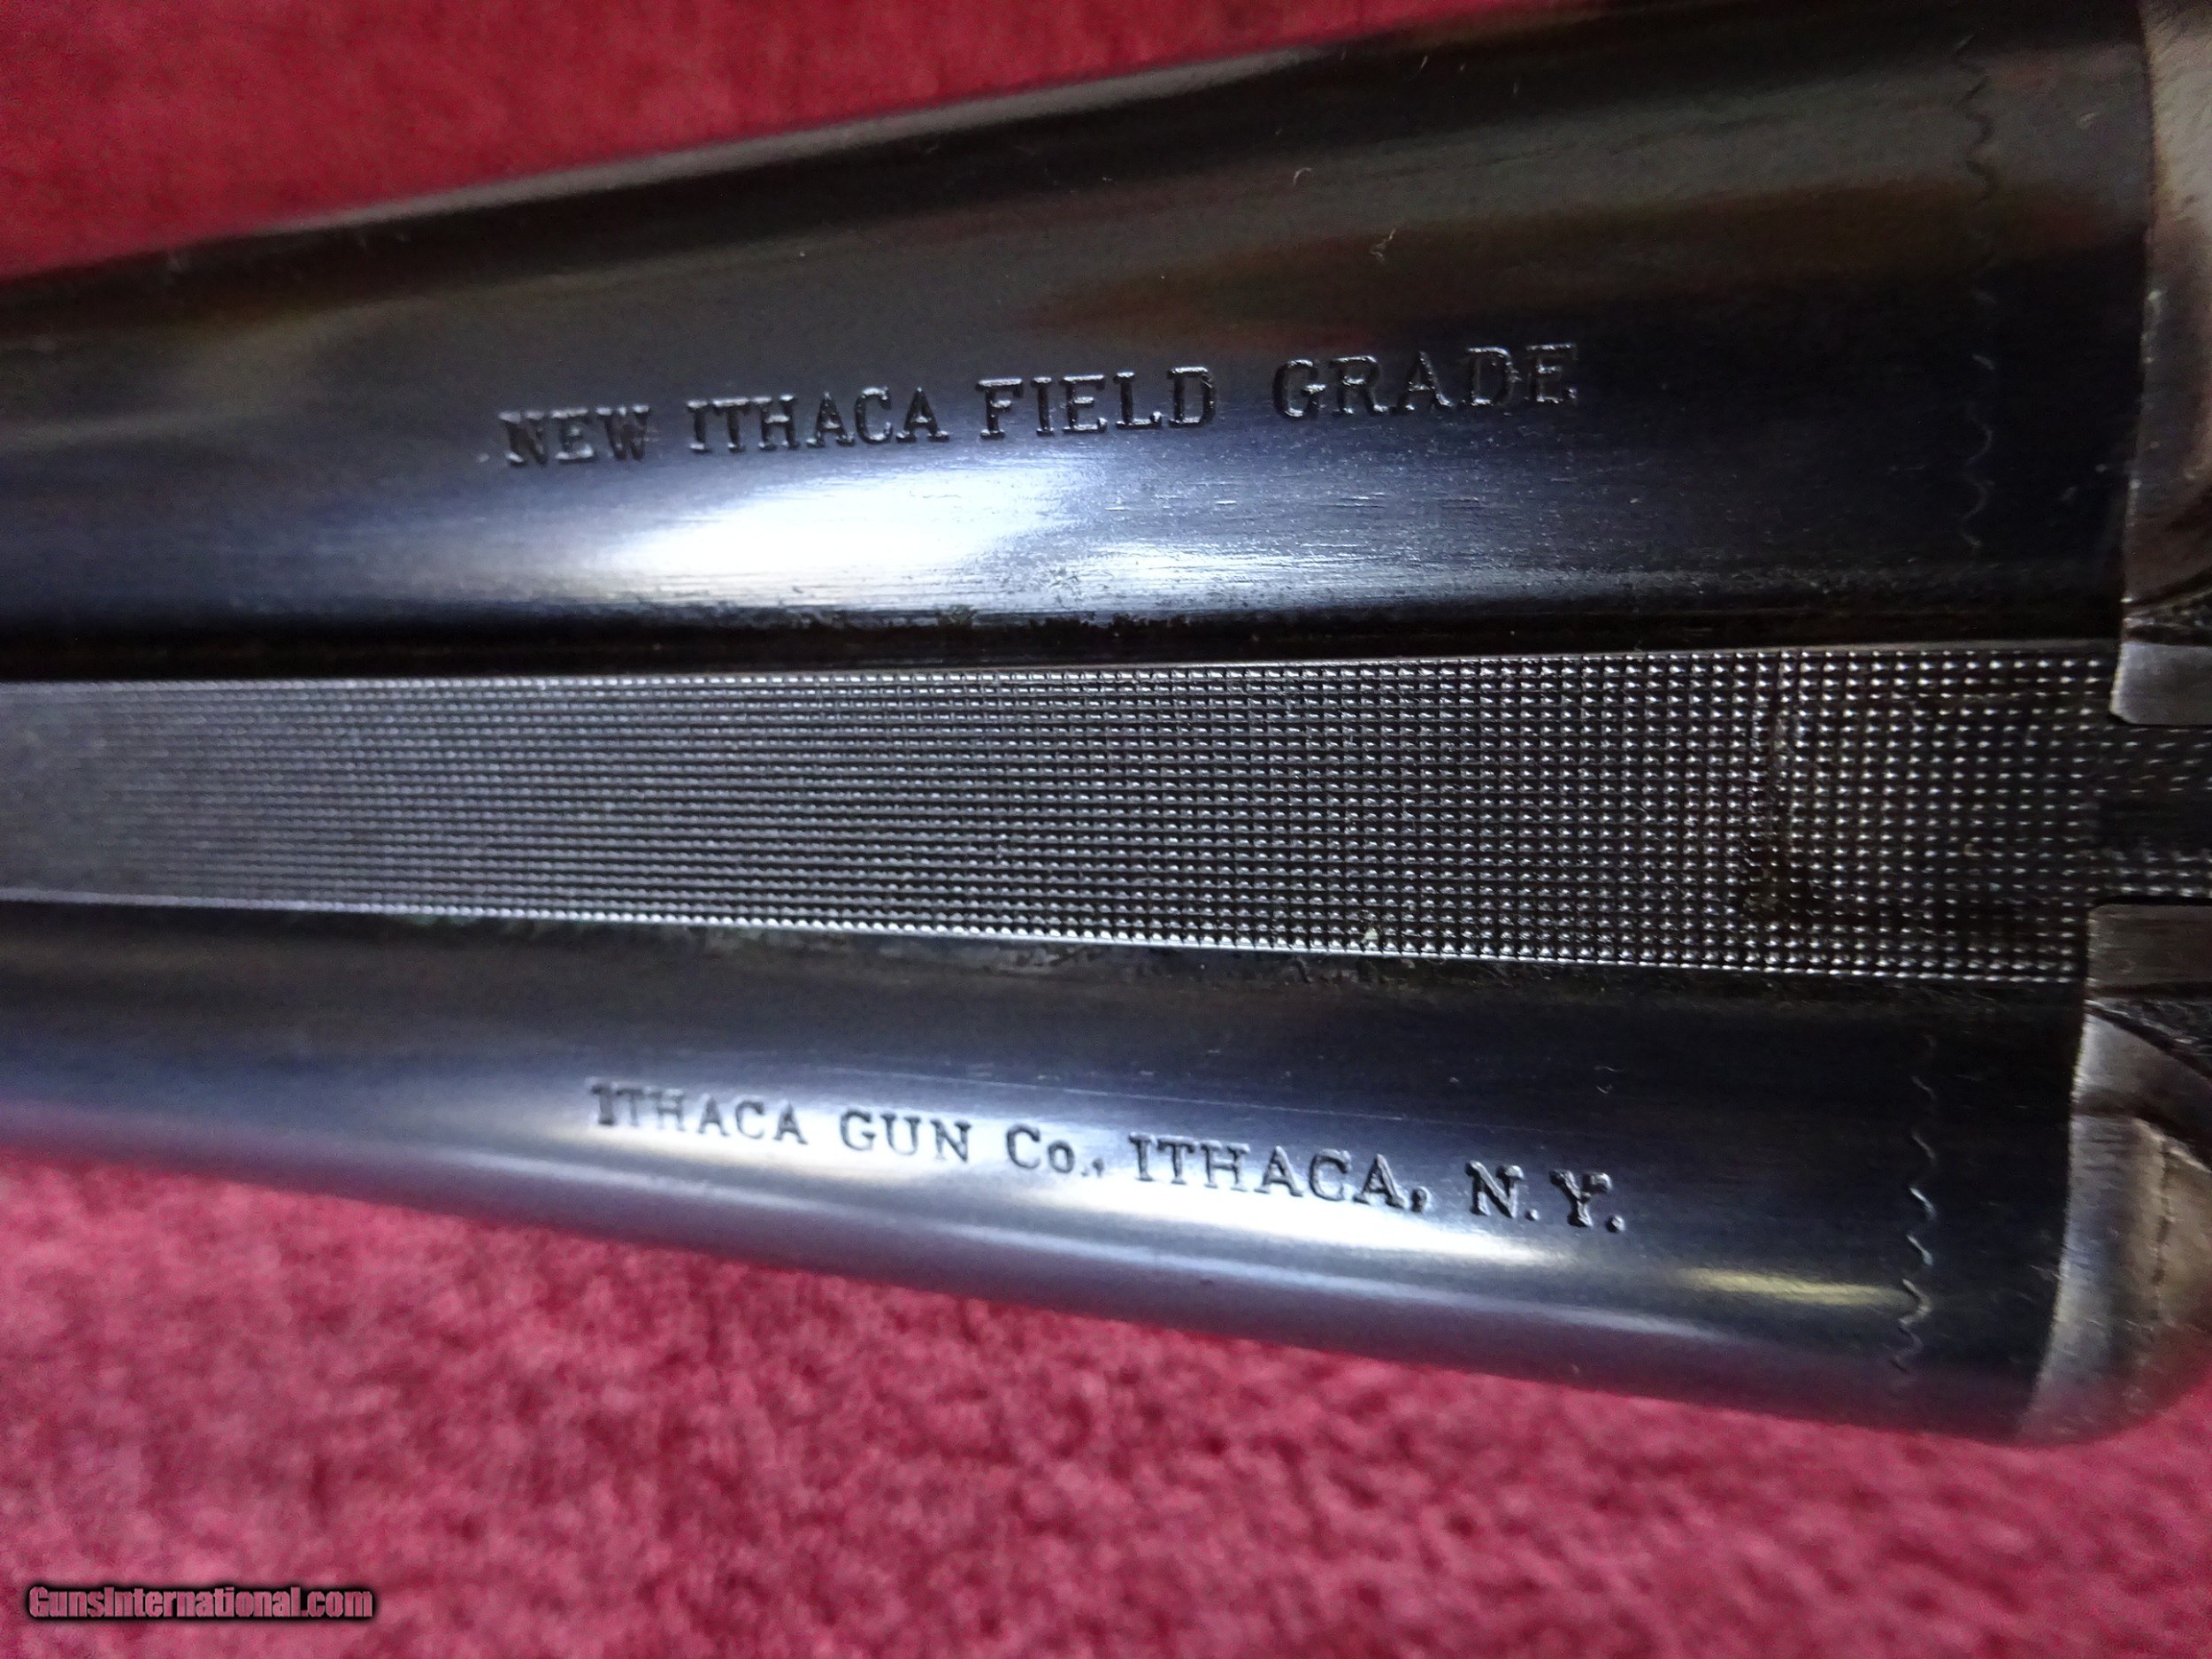 NEW ITHACA FIELD GRADE
ITHACA GUN Co., ITHACA, N.Y.
GunsInternational.com